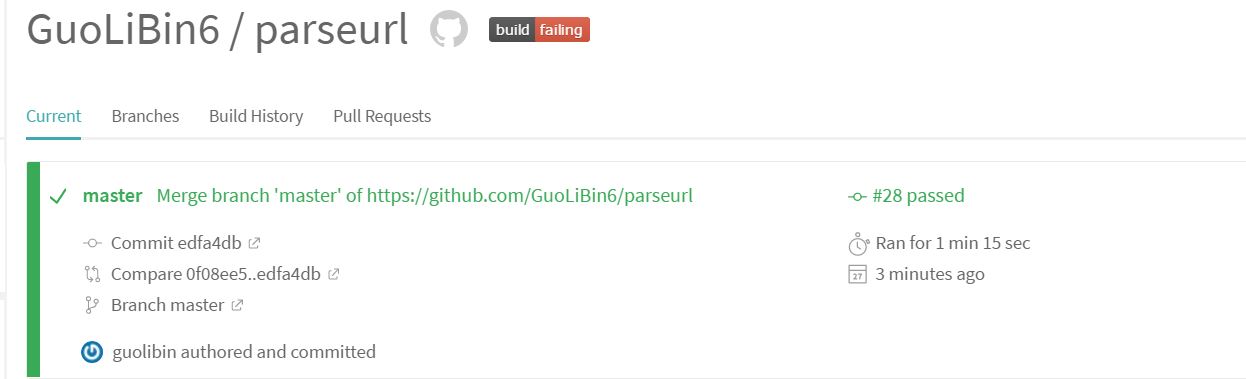 GuoLiBin6 / parseurl build failing
Current Branches Build History Pull Requests
master Merge branch 'master' of https://github.com/GuoLiBin6/parseurl #28 passed
Commit edfa4db Ran for 1 min 15 sec
Compare 0f08ee5..edfa4db 27 3 minutes ago
Branch master
guolibin authored and committed